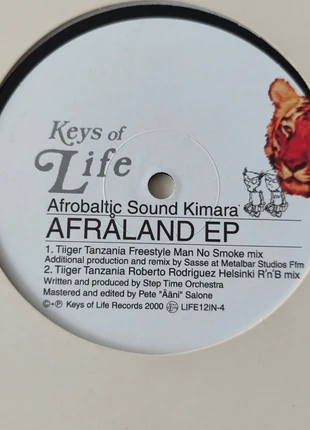 Keys of
Life
Afrobaltic Sound Kimara
AFRÅLAND EP
1. Tiiger Tanzania Freestyle Man No Smoke mix
Additional production and remix by Sasse at Metalbar Studios Ffm
2. Tiiger Tanzania Roberto Rodriguez Helsinki R'n'B mix
Written and produced by Step Time Orchestra
Mastered and edited by Pete "Ääni" Salone
©+℗ Keys of Life Records 2000 LIFE12IN-4